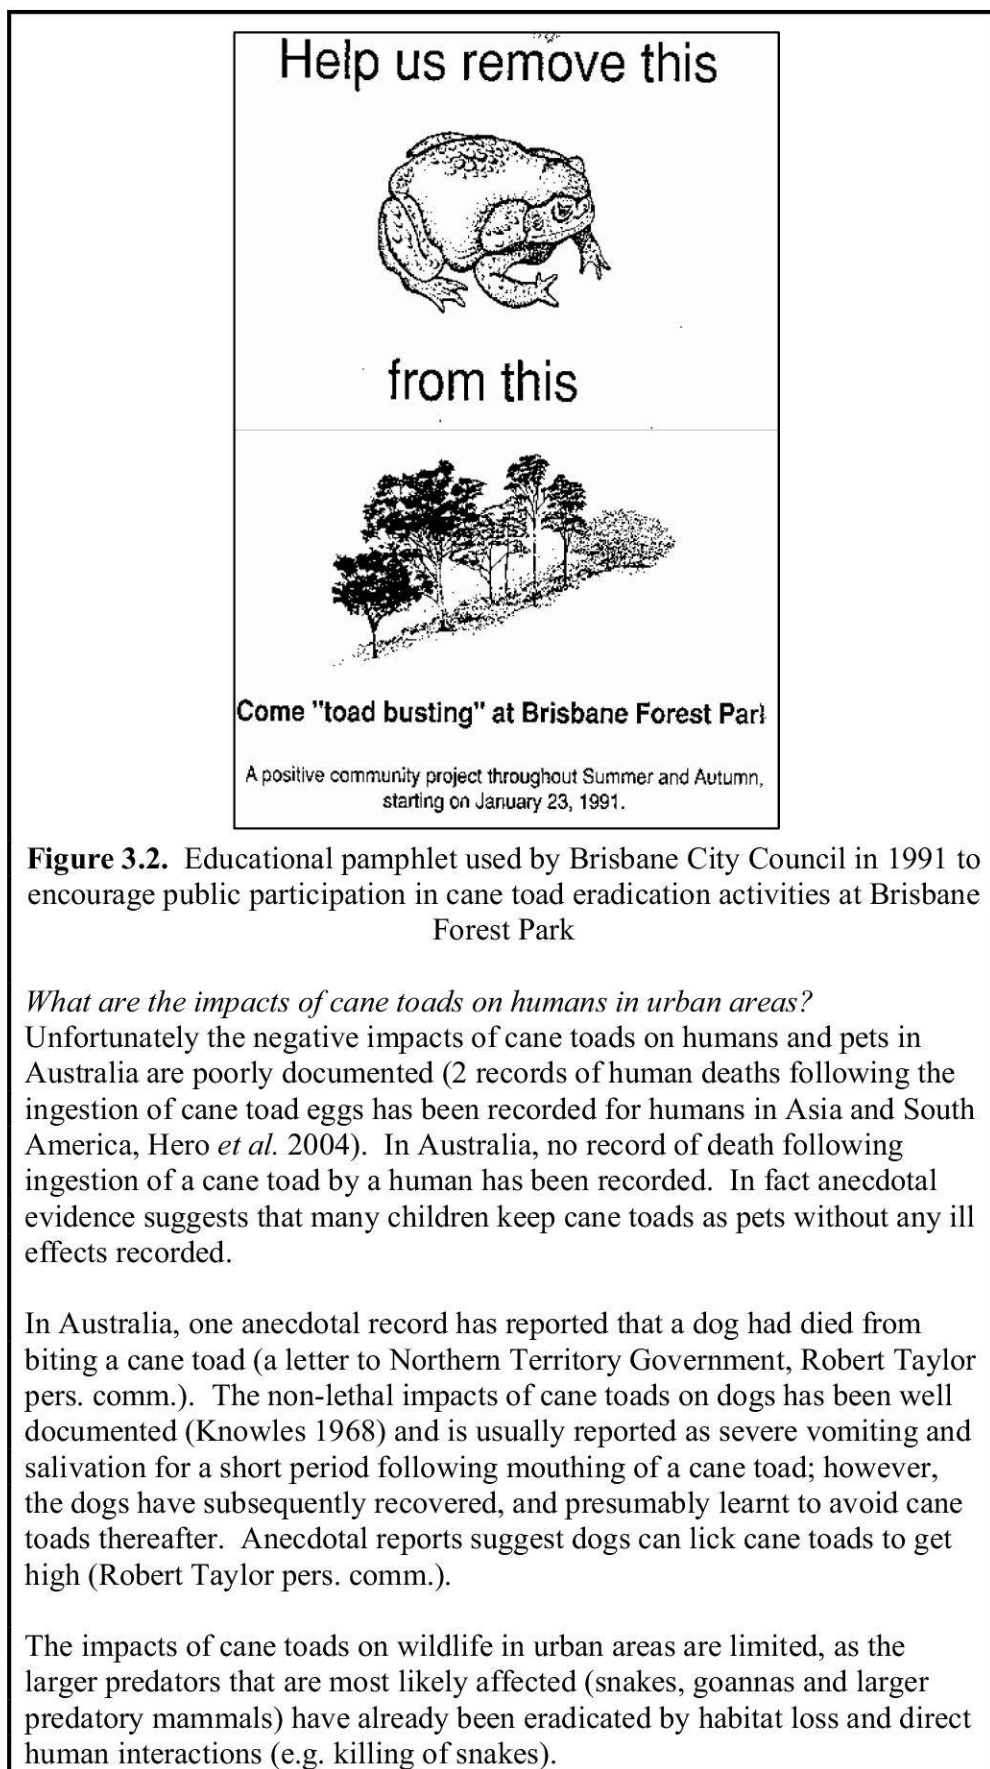 Help us remove this
from this
Come "toad busting" at Brisbane Forest Park
A positive community project throughout Summer and Autumn,
starting on January 23, 1991.
Figure 3.2. Educational pamphlet used by Brisbane City Council in 1991 to
encourage public participation in cane toad eradication activities at Brisbane
Forest Park
What are the impacts of cane toads on humans in urban areas?
Unfortunately the negative impacts of cane toads on humans and pets in
Australia are poorly documented (2 records of human deaths following the
ingestion of cane toad eggs has been recorded for humans in Asia and South
America, Hero et al. 2004). In Australia, no record of death following
ingestion of a cane toad by a human has been recorded. In fact anecdotal
evidence suggests that many children keep cane toads as pets without any ill
effects recorded.
In Australia, one anecdotal record has reported that a dog had died from
biting a cane toad (a letter to Northern Territory Government, Robert Taylor
pers. comm.). The non-lethal impacts of cane toads on dogs has been well
documented (Knowles 1968) and is usually reported as severe vomiting and
salivation for a short period following mouthing of a cane toad; however,
the dogs have subsequently recovered, and presumably learnt to avoid cane
toads thereafter. Anecdotal reports suggest dogs can lick cane toads to get
high (Robert Taylor pers. comm.).
The impacts of cane toads on wildlife in urban areas are limited, as the
larger predators that are most likely affected (snakes, goannas and larger
predatory mammals) have already been eradicated by habitat loss and direct
human interactions (e.g. killing of snakes).